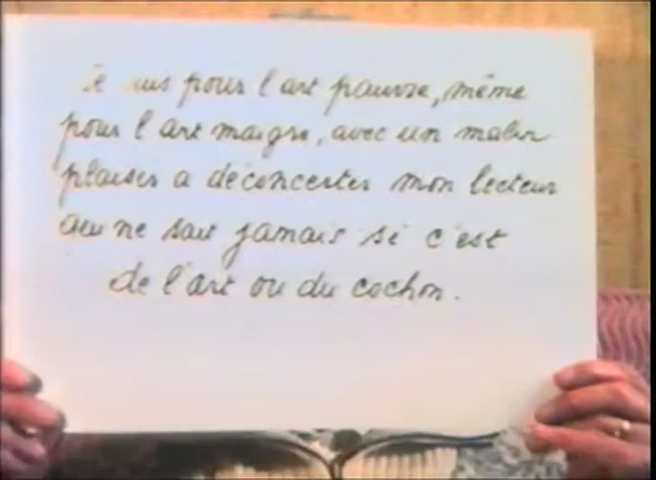 Je suis pour l'art pauvre, même
pour l'art maigre, avec un malin
plaisir à déconcerter mon lecteur
qui ne sait jamais si c'est
de l'art ou du cochon.